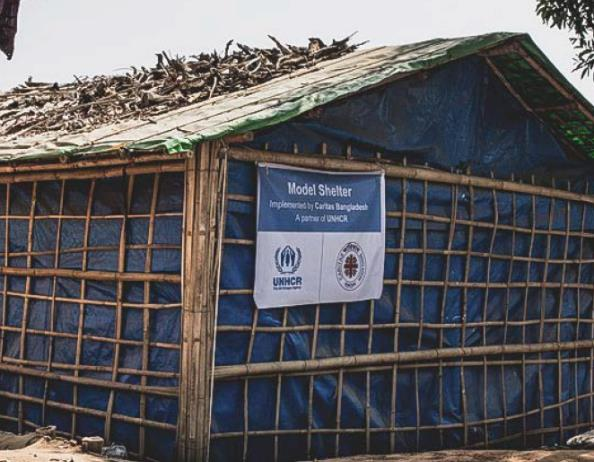 Model Shelter
Implemented by Caritas Bangladesh
A partner of UNHCR
UNHCR